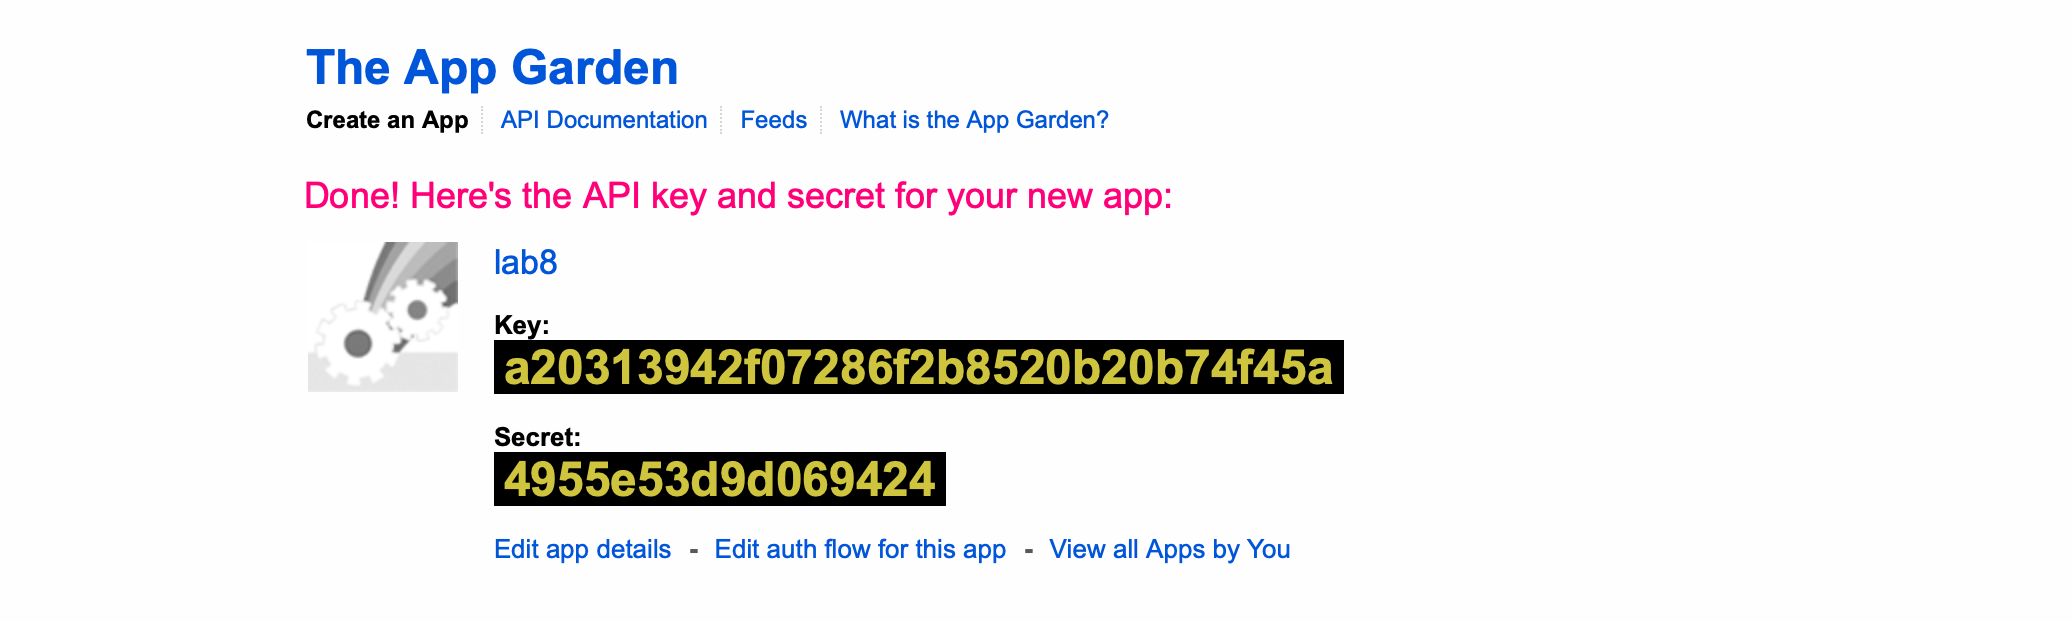 The App Garden
Create an App API Documentation Feeds What is the App Garden?
Done! Here's the API key and secret for your new app:
lab8
Key:
a20313942f07286f2b8520b20b74f45a
Secret:
4955e53d9d069424
Edit app details - Edit auth flow for this app - View all Apps by You